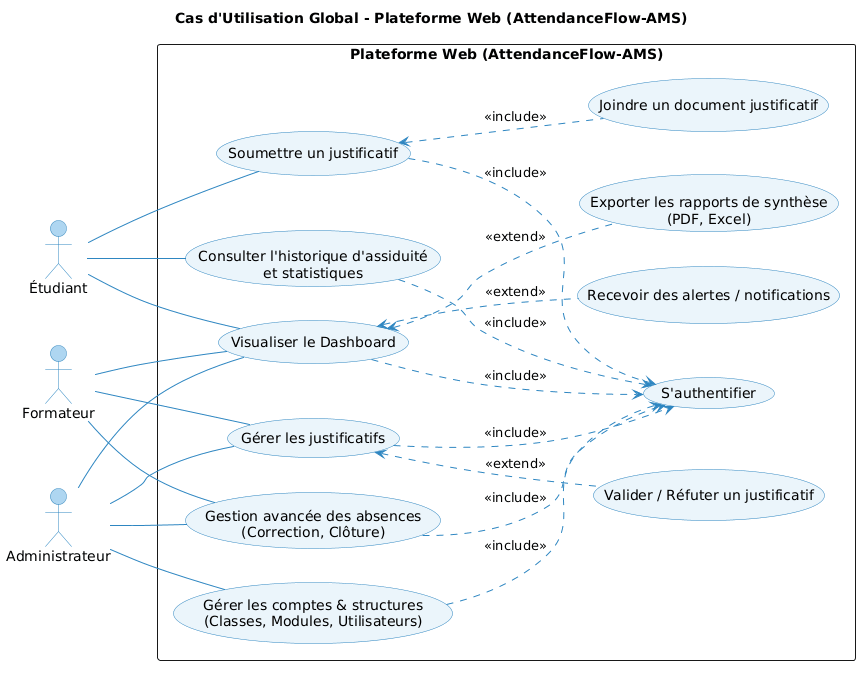 Cas d'Utilisation Global - Plateforme Web (AttendanceFlow-AMS)
Plateforme Web (AttendanceFlow-AMS)
Joindre un document justificatif
«include»
Soumettre un justificatif
«include»
Exporter les rapports de synthèse
(PDF, Excel)
«extend»
Consulter l'historique d'assiduité
et statistiques
Étudiant
«extend»
Recevoir des alertes / notifications
«include»
Visualiser le Dashboard
«include»
S'authentifier
Formateur
«include»
Gérer les justificatifs
«extend»
Valider / Réfuter un justificatif
«include»
Gestion avancée des absences
(Correction, Clôture)
«include»
Administrateur
Gérer les comptes & structures
(Classes, Modules, Utilisateurs)